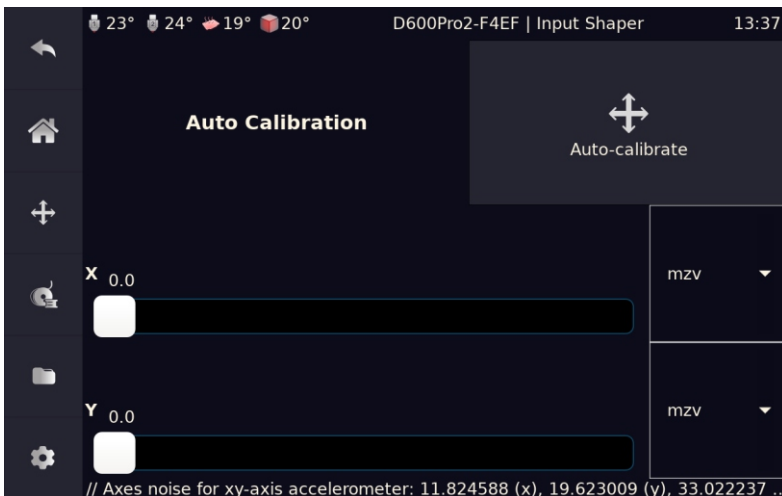 23° 24° 19° 20° D600Pro2-F4EF | Input Shaper 13:37
Auto Calibration
Auto-calibrate
X 0.0
mzv
Y 0.0
mzv
// Axes noise for xy-axis accelerometer: 11.824588 (x), 19.623009 (y), 33.022237